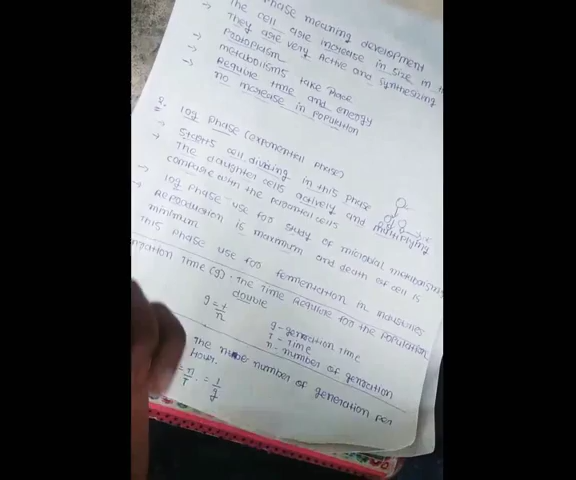 phase meaning development
→ The cell are increase in size in th
They are very Active and synthesizing
→ Protoplasm
→ metabolisms take Place
→ Require time and energy
no increase in population
2. log phase (exponentiall phase)
→ Starts cell dividing in this phase
→ The daughter cells actively and multiplying
compare with the parental cells
→ log phase use for study of microbial metabolisms
→ Reproduction is maximum and death of cell is
minimum
This phase use for fermentation in industries
Time (g). The Time Require for the population
double
g = T/n
g - generation Time
T - Time
n - number of generation
The number of generation per
Hour.
= n/T = 1/g